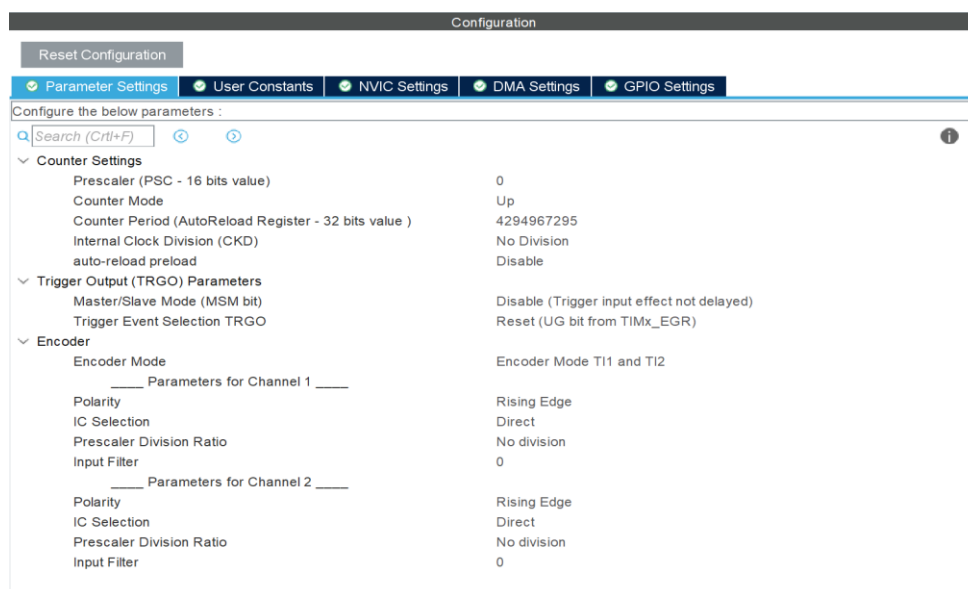 Configuration
Reset Configuration
Parameter Settings User Constants NVIC Settings DMA Settings GPIO Settings
Configure the below parameters :
Search (Crtl+F)
Counter Settings
Prescaler (PSC - 16 bits value) 0
Counter Mode Up
Counter Period (AutoReload Register - 32 bits value ) 4294967295
Internal Clock Division (CKD) No Division
auto-reload preload Disable
Trigger Output (TRGO) Parameters
Master/Slave Mode (MSM bit) Disable (Trigger input effect not delayed)
Trigger Event Selection TRGO Reset (UG bit from TIMx_EGR)
Encoder
Encoder Mode Encoder Mode TI1 and TI2
____ Parameters for Channel 1 ____
Polarity Rising Edge
IC Selection Direct
Prescaler Division Ratio No division
Input Filter 0
____ Parameters for Channel 2 ____
Polarity Rising Edge
IC Selection Direct
Prescaler Division Ratio No division
Input Filter 0